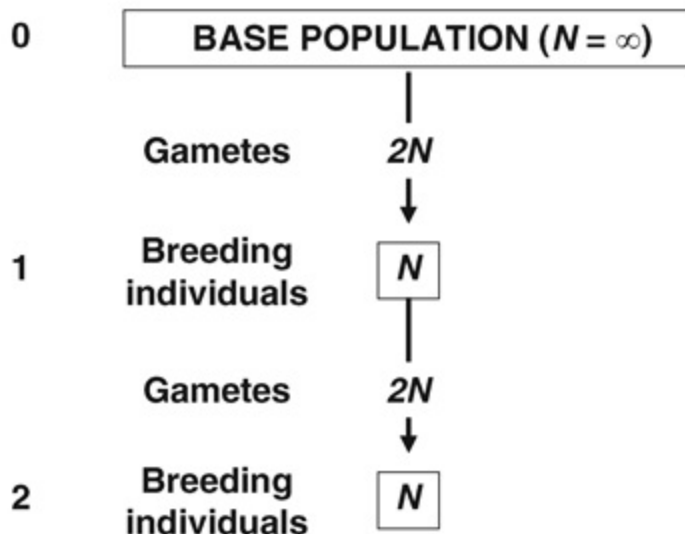 0 BASE POPULATION (N = ∞)
Gametes 2N
1 Breeding individuals N
Gametes 2N
2 Breeding individuals N